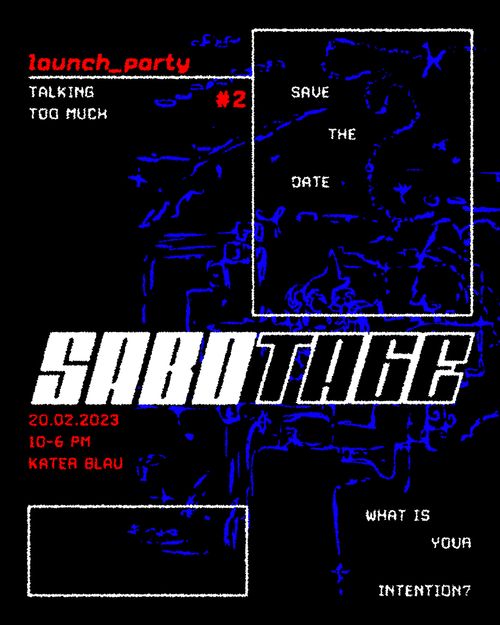 launch_party
TALKING
TOO MUCH
#2
SAVE
THE
DATE
SABOTAGE
20.02.2023
10-6 PM
KATER BLAU
WHAT IS
YOUR
INTENTION?